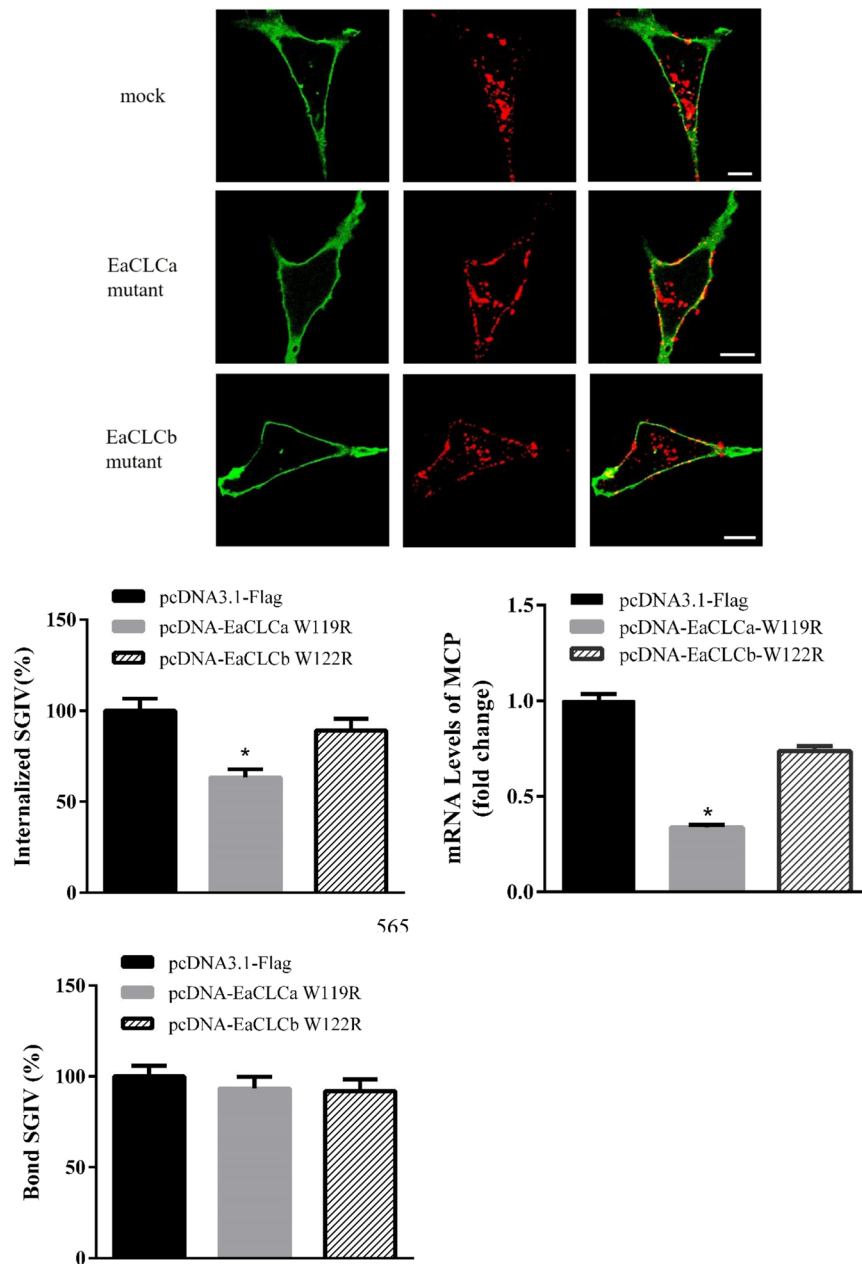 mock
EaCLCa
mutant
EaCLCb
mutant
pcDNA3.1-Flag
pcDNA-EaCLCa W119R
pcDNA-EaCLCb W122R
Internalized SGIV(%)
150
100
50
0
*
pcDNA3.1-Flag
pcDNA-EaCLCa-W119R
pcDNA-EaCLCb-W122R
mRNA Levels of MCP
(fold change)
1.5
1.0
0.5
0.0
*
565
pcDNA3.1-Flag
pcDNA-EaCLCa W119R
pcDNA-EaCLCb W122R
Bond SGIV (%)
150
100
50
0